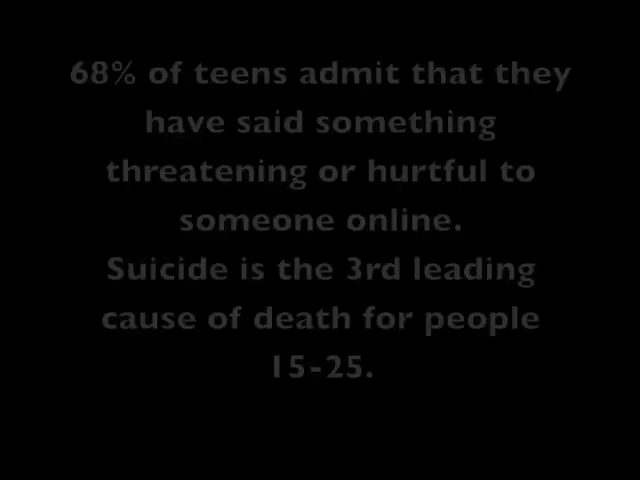 68% of teens admit that they
have said something
threatening or hurtful to
someone online.
Suicide is the 3rd leading
cause of death for people
15-25.